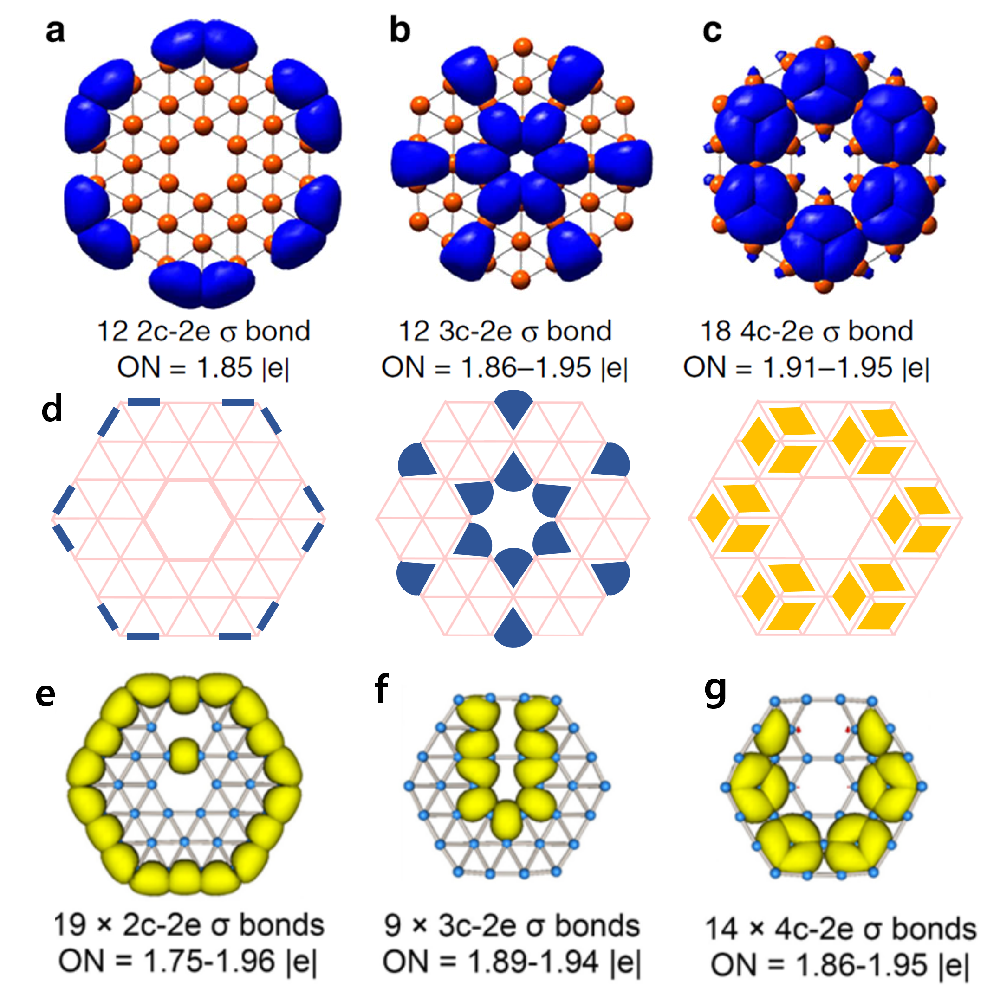 a
b
c
12 2c-2e σ bond
ON = 1.85 |e|
12 3c-2e σ bond
ON = 1.86–1.95 |e|
18 4c-2e σ bond
ON = 1.91–1.95 |e|
d
e
f
g
19 × 2c-2e σ bonds
ON = 1.75-1.96 |e|
9 × 3c-2e σ bonds
ON = 1.89-1.94 |e|
14 × 4c-2e σ bonds
ON = 1.86-1.95 |e|